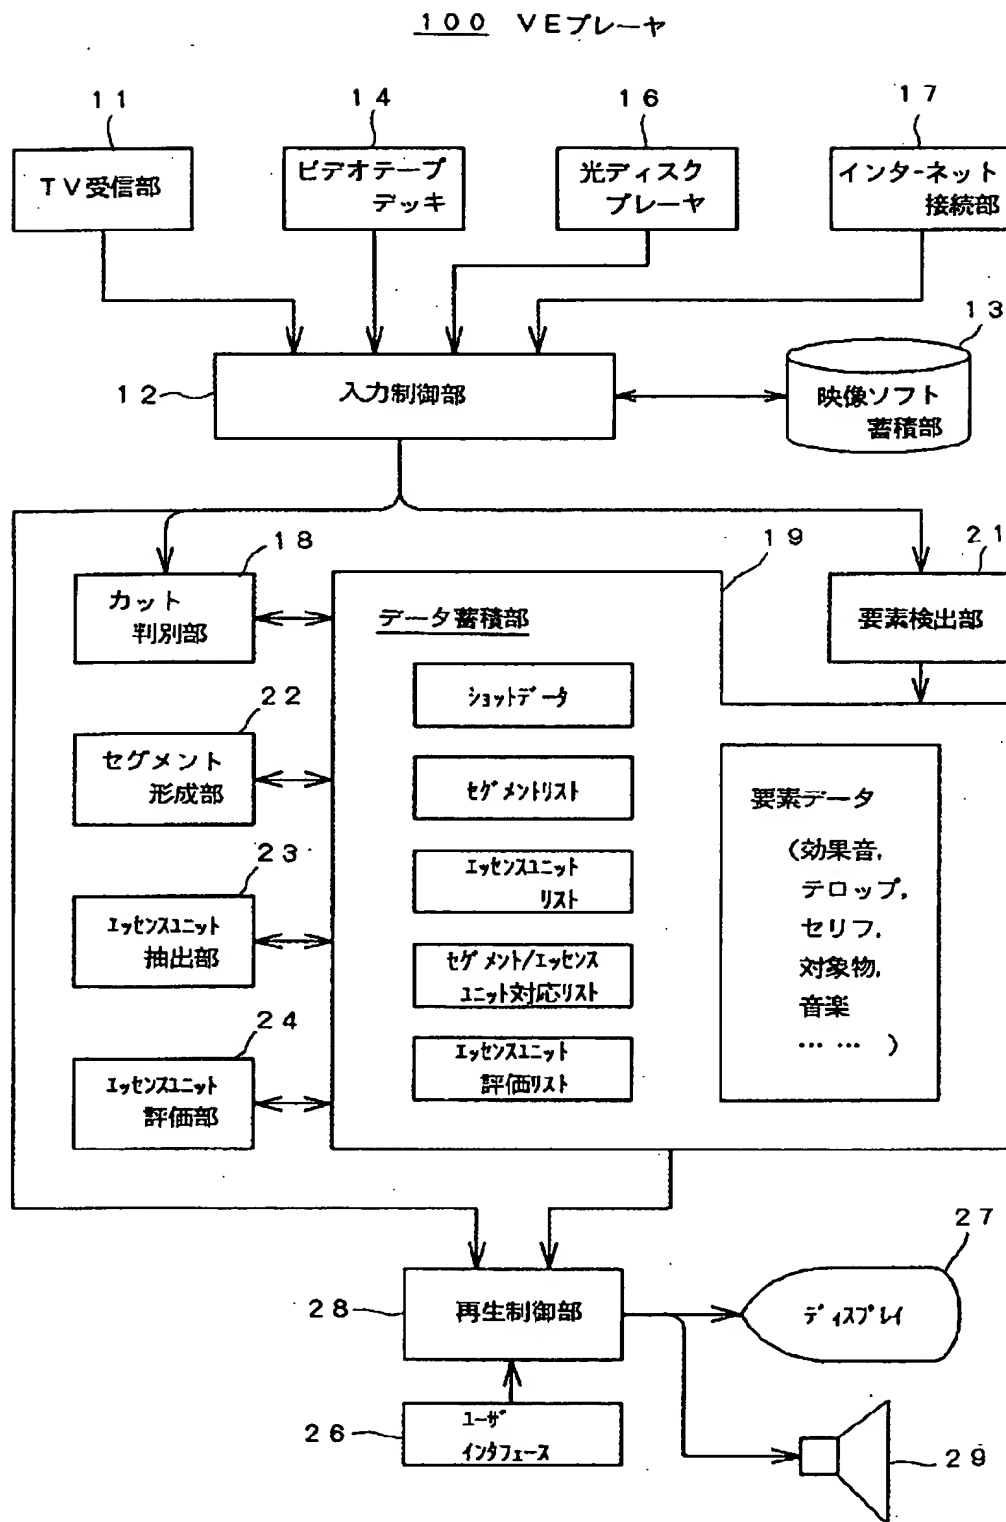 １００ ＶＥプレーヤ
１１
１４
１６
１７
ＴＶ受信部
ビデオテープ
デッキ
光ディスク
プレーヤ
インターネット
接続部
１３
１２
入力制御部
映像ソフト
蓄積部
１８
１９
２１
カット
判別部
データ蓄積部
要素検出部
ｼｮｯﾄﾃﾞｰﾀ
２２
セグメント
形成部
ｾｸﾞﾒﾝﾄﾘｽﾄ
要素データ
（効果音，
テロップ，
セリフ，
対象物，
音楽
… … ）
２３
ｴｯｾﾝｽﾕﾆｯﾄ
抽出部
ｴｯｾﾝｽﾕﾆｯﾄ
ﾘｽﾄ
ｾｸﾞﾒﾝﾄ/ｴｯｾﾝｽ
ﾕﾆｯﾄ対応ﾘｽﾄ
２４
ｴｯｾﾝｽﾕﾆｯﾄ
評価部
ｴｯｾﾝｽﾕﾆｯﾄ
評価ﾘｽﾄ
２７
２８
再生制御部
ﾃﾞｨｽﾌﾟﾚｲ
２６
ﾕｰｻﾞ
ｲﾝﾀﾌｪｰｽ
２９